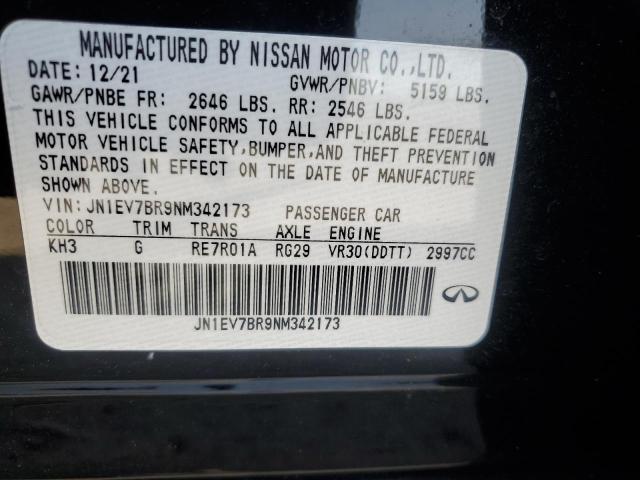 MANUFACTURED BY NISSAN MOTOR CO.,LTD.
DATE: 12/21 GVWR/PNBV: 5159 LBS.
GAWR/PNBE FR: 2646 LBS. RR: 2546 LBS.
THIS VEHICLE CONFORMS TO ALL APPLICABLE FEDERAL
MOTOR VEHICLE SAFETY,BUMPER,AND THEFT PREVENTION
STANDARDS IN EFFECT ON THE DATE OF MANUFACTURE
SHOWN ABOVE.
VIN: JN1EV7BR9NM342173 PASSENGER CAR
COLOR TRIM TRANS AXLE ENGINE
KH3 G RE7R01A RG29 VR30(DDTT) 2997CC
JN1EV7BR9NM342173